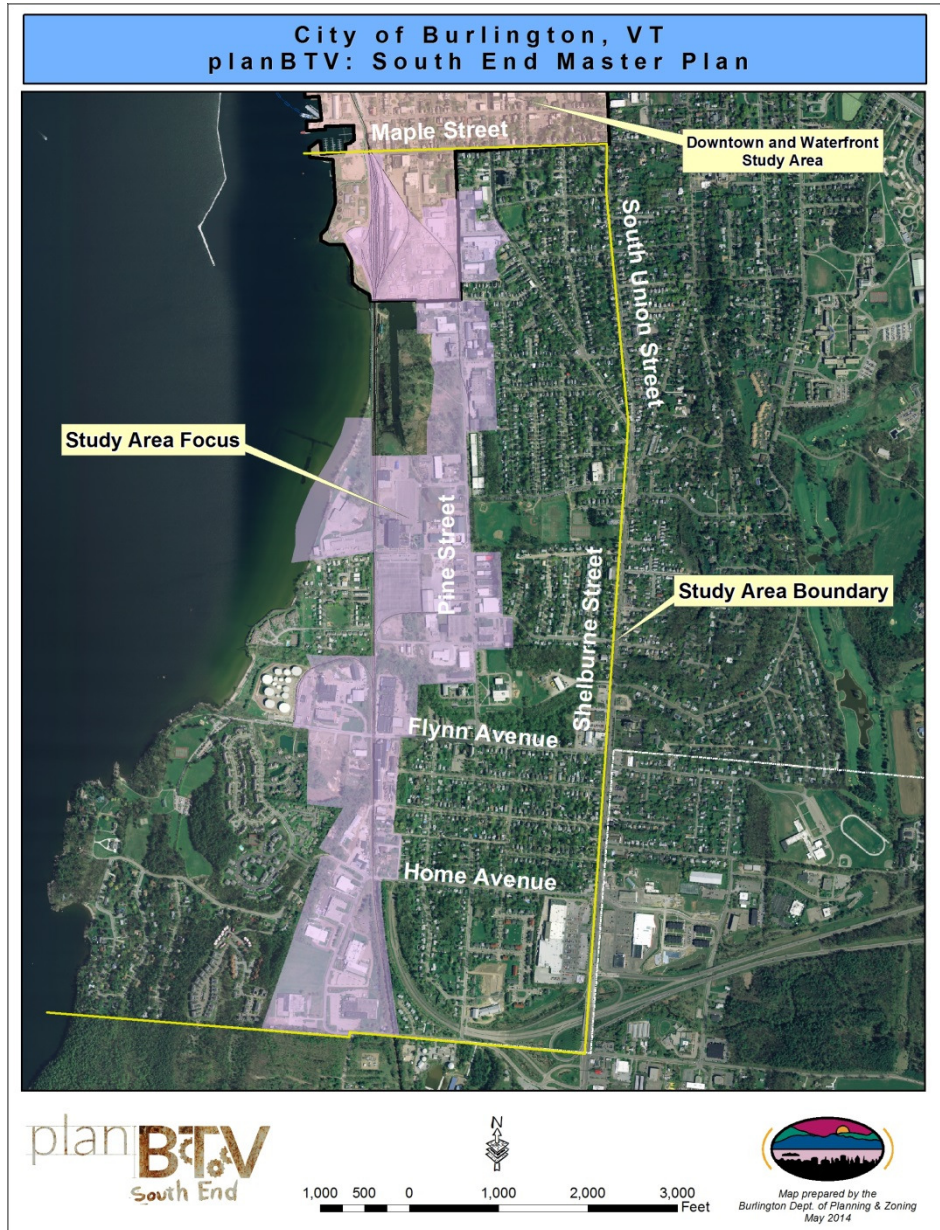 City of Burlington, VT
planBTV: South End Master Plan
Maple Street
Downtown and Waterfront
Study Area
South Union Street
Study Area Focus
Pine Street
Shelburne Street
Study Area Boundary
Flynn Avenue
Home Avenue
plan BTV
South End
N
1,000 500 0 1,000 2,000 3,000
Feet
Map prepared by the
Burlington Dept. of Planning & Zoning
May 2014